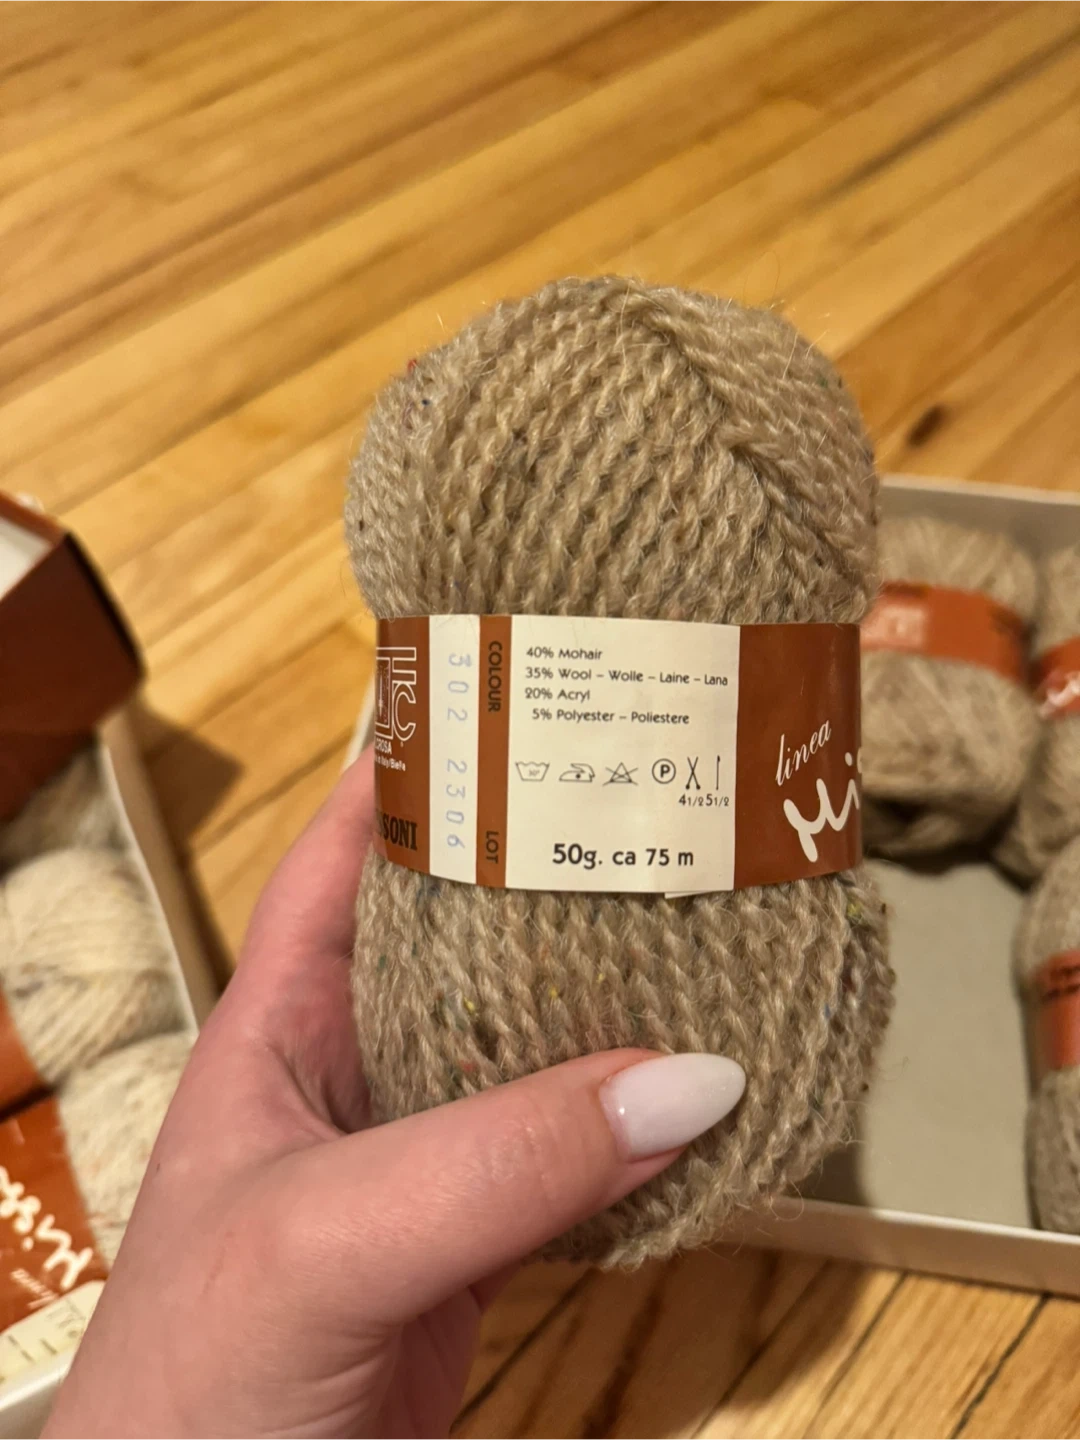 COLOUR
302 2306
LOT
40% Mohair
35% Wool – Wolle – Laine – Lana
20% Acryl
5% Polyester – Poliestere
30°
P
4 1/2 5 1/2
50g. ca 75 m
linea